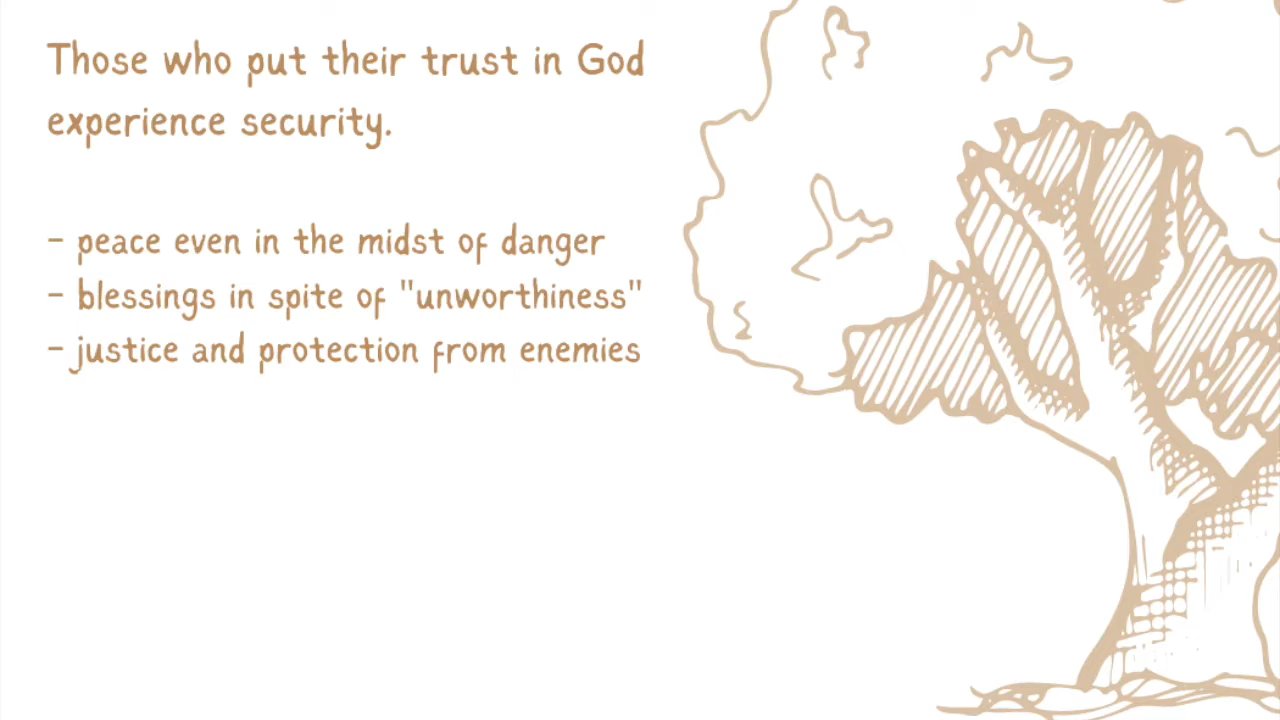 Those who put their trust in God
experience security.
- peace even in the midst of danger
- blessings in spite of "unworthiness"
- justice and protection from enemies